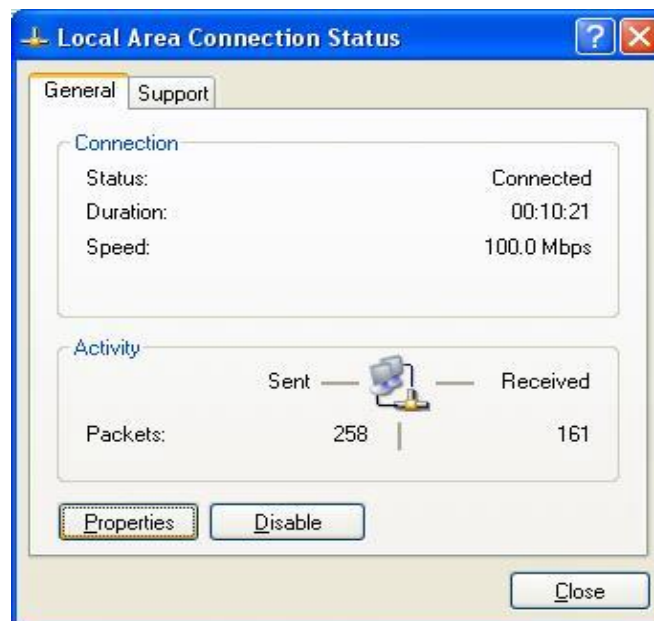 Local Area Connection Status
General Support
Connection
Status: Connected
Duration: 00:10:21
Speed: 100.0 Mbps
Activity
Sent Received
Packets: 258 161
Properties Disable
Close